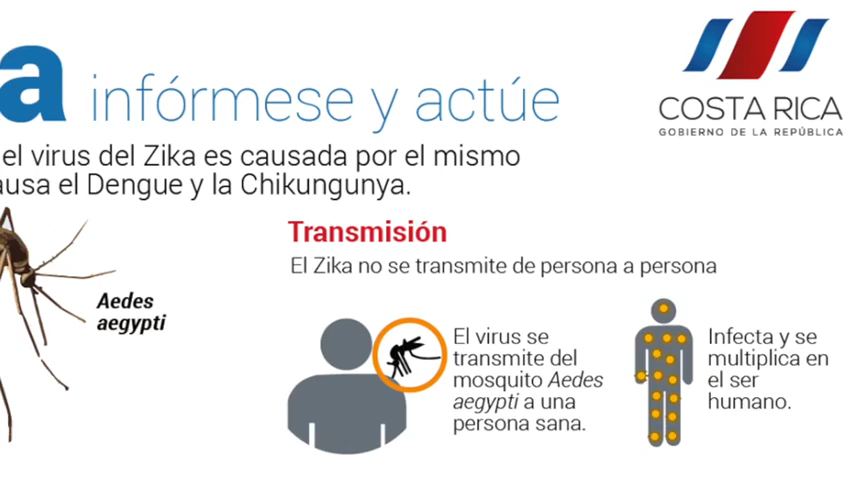 a infórmese y actúe
COSTA RICA
GOBIERNO DE LA REPÚBLICA
el virus del Zika es causada por el mismo
ausa el Dengue y la Chikungunya.
Transmisión
El Zika no se transmite de persona a persona
Aedes
aegypti
El virus se
transmite del
mosquito Aedes
aegypti a una
persona sana.
Infecta y se
multiplica en
el ser
humano.